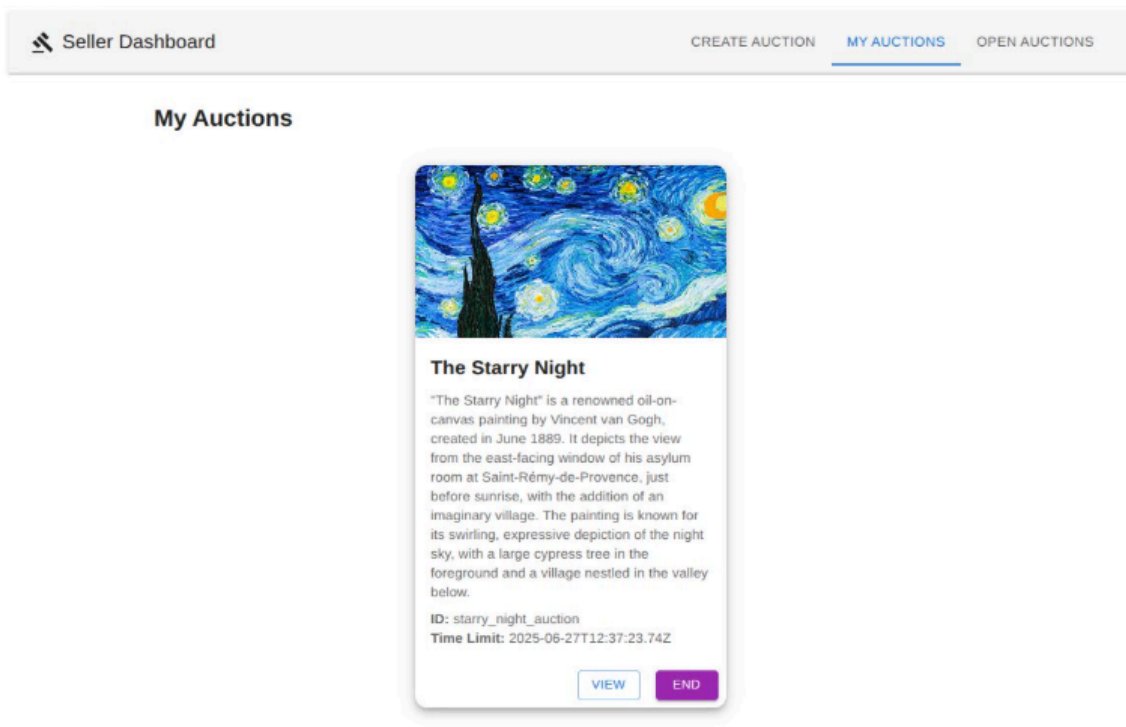 Seller Dashboard
CREATE AUCTION
MY AUCTIONS
OPEN AUCTIONS
My Auctions
The Starry Night
"The Starry Night" is a renowned oil-on-
canvas painting by Vincent van Gogh,
created in June 1889. It depicts the view
from the east-facing window of his asylum
room at Saint-Rémy-de-Provence, just
before sunrise, with the addition of an
imaginary village. The painting is known for
its swirling, expressive depiction of the night
sky, with a large cypress tree in the
foreground and a village nestled in the valley
below.
ID: starry_night_auction
Time Limit: 2025-06-27T12:37:23.74Z
VIEW
END